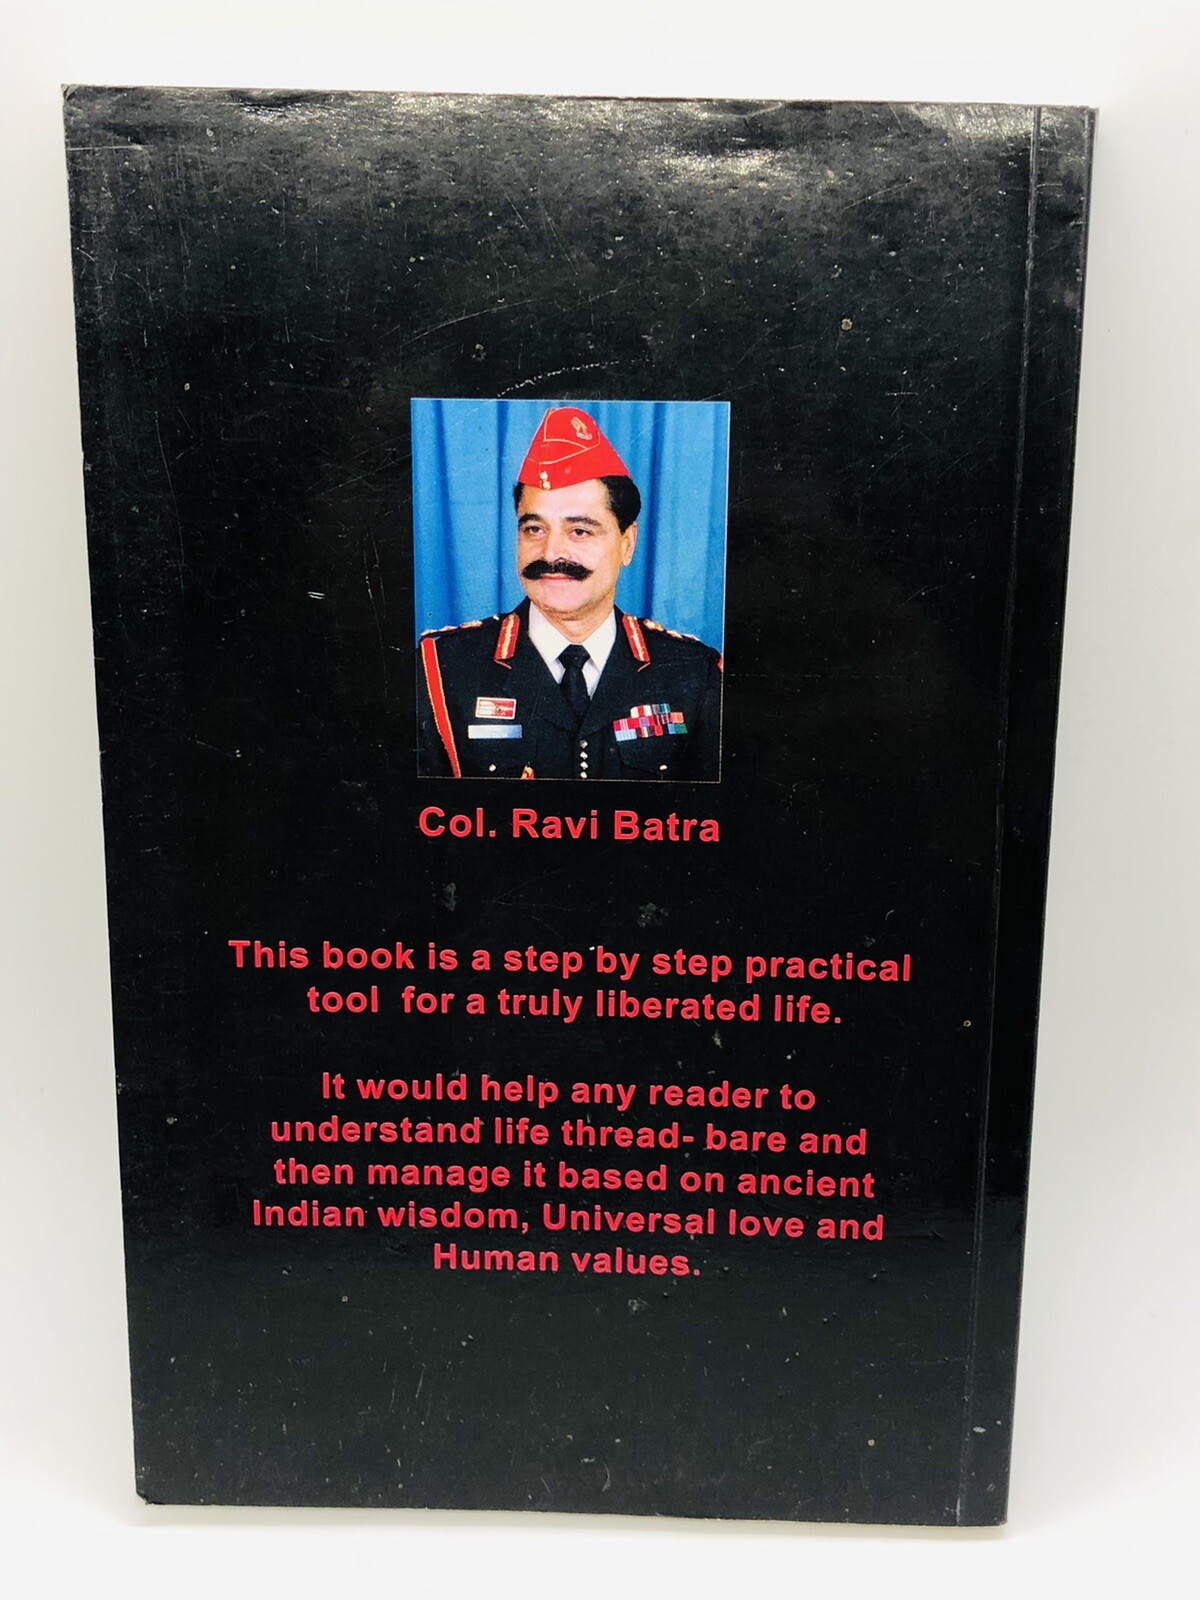 Col. Ravi Batra
This book is a step by step practical
tool for a truly liberated life.
It would help any reader to
understand life thread- bare and
then manage it based on ancient
Indian wisdom, Universal love and
Human values.